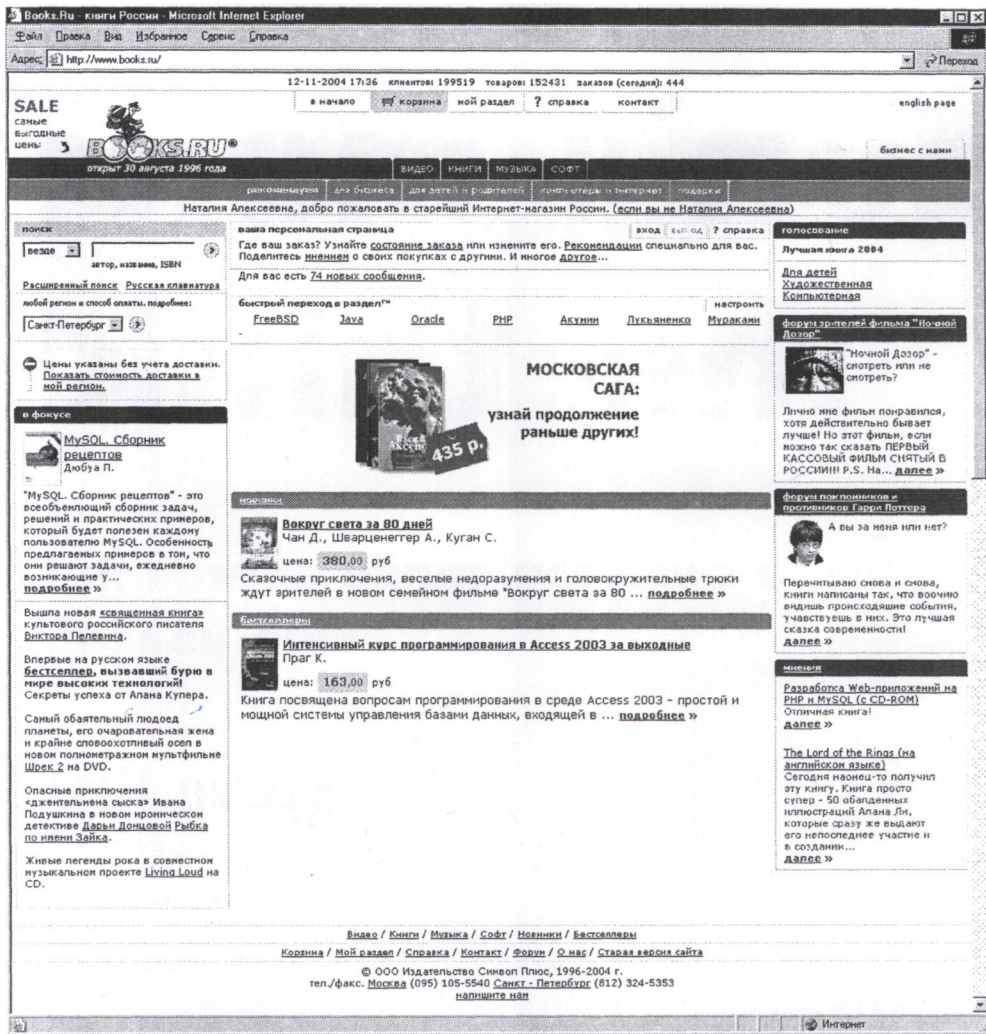 Books.Ru - книги России - Microsoft Internet Explorer
Файл Правка Вид Избранное Сервис Справка
Адрес: http://www.books.ru/ Переход
12-11-2004 17:36 клиентов: 199519 товаров: 152431 заказов (сегодня): 444
в начало корзина мой раздел ? справка контакт english page
SALE
самые
выгодные
цены
BOOKS.RU®
бизнес с нами
открыт 30 августа 1996 года
ВИДЕО КНИГИ МУЗЫКА СОФТ
рекомендуем для бизнеса для детей и родителей компьютеры и интернет подарки
Наталия Алексеевна, добро пожаловать в старейший Интернет-магазин России. (если вы не Наталия Алексеевна)
поиск
везде
автор, название, ISBN
Расширенный поиск Русская клавиатура
любой регион и способ оплаты. подробнее:
Санкт-Петербург
Цены указаны без учета доставки.
Показать стоимость доставки в
мой регион.
в фокусе
MySQL. Сборник
рецептов
Дюбуа П.
"MySQL. Сборник рецептов" - это
всеобъемлющий сборник задач,
решений и практических примеров,
который будет полезен каждому
пользователю MySQL. Особенность
предлагаемых примеров в том, что
они решают задачи, ежедневно
возникающие у...
подробнее »
Вышла новая «священная книга»
культового российского писателя
Виктора Пелевина.
Впервые на русском языке
бестселлер, вызвавший бурю в
мире высоких технологий!
Секреты успеха от Алана Купера.
Самый обаятельный людоед
планеты, его очаровательная жена
и крайне словоохотливый осел в
новом полнометражном мультфильме
Шрек 2 на DVD.
Опасные приключения
«джентельмена сыска» Ивана
Подушкина в новом ироническом
детективе Дарьи Донцовой Рыбка
по имени Зайка.
Живые легенды рока в совместном
музыкальном проекте Living Loud на
CD.
ваша персональная страница вход выход ? справка
Где ваш заказ? Узнайте состояние заказа или измените его. Рекомендации специально для вас.
Поделитесь мнением о своих покупках с другими. И многое другое...
Для вас есть 74 новых сообщения.
быстрый переход в раздел™ настроить
FreeBSD Java Oracle PHP Акунин Лукьяненко Мураками
МОСКОВСКАЯ
САГА:
узнай продолжение
раньше других!
АКСЕНОВ
435 р.
новинки
Вокруг света за 80 дней
Чан Д., Шварценеггер А., Куган С.
цена: 380,00 руб
Сказочные приключения, веселые недоразумения и головокружительные трюки
ждут зрителей в новом семейном фильме "Вокруг света за 80 ... подробнее »
бестселлеры
Интенсивный курс программирования в Access 2003 за выходные
Праг К.
цена: 163,00 руб
Книга посвящена вопросам программирования в среде Access 2003 - простой и
мощной системы управления базами данных, входящей в ... подробнее »
голосование
Лучшая книга 2004
Для детей
Художественная
Компьютерная
форум зрителей фильма "Ночной
Дозор"
"Ночной Дозор" -
смотреть или не
смотреть?
Лично мне фильм понравился,
хотя действительно бывает
лучше! Но этот фильм, если
можно так сказать ПЕРВЫЙ
КАССОВЫЙ ФИЛЬМ СНЯТЫЙ В
РОССИИ!!! P.S. На... далее »
форум поклонников и
противников Гарри Поттера
А вы за меня или нет?
Перечитываю снова и снова,
книги написаны так, что воочию
видишь происходящие события,
учавствуешь в них. Это лучшая
сказка современности!
далее »
мнения
Разработка Web-приложений на
PHP и MySQL (с CD-ROM)
Отличная книга!
далее »
The Lord of the Rings (на
английском языке)
Сегодня наонец-то получил
эту книгу. Книга просто
супер - 50 обалденных
иллюстраций Алана Ли,
которые сразу же выдают
его непоследнее участие и
в создании...
далее »
Видео / Книги / Музыка / Софт / Новинки / Бестселлеры
Корзина / Мой раздел / Справка / Контакт / Форум / О нас / Старая версия сайта
© ООО Издательство Символ Плюс, 1996-2004 г.
тел./факс. Москва (095) 105-5540 Санкт - Петербург (812) 324-5353
напишите нам
Интернет